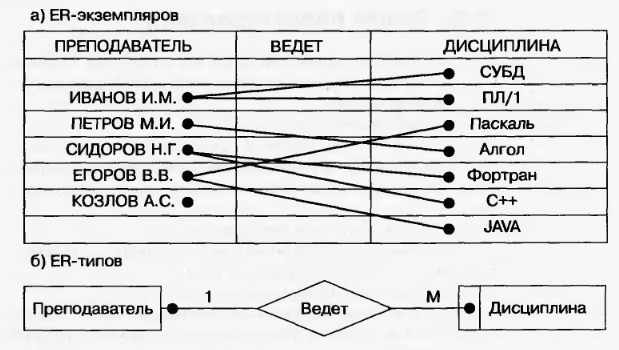 а) ER-экземпляров
ПРЕПОДАВАТЕЛЬ ВЕДЕТ ДИСЦИПЛИНА
СУБД
ИВАНОВ И.М. ПЛ/1
ПЕТРОВ М.И. Паскаль
СИДОРОВ Н.Г. Алгол
ЕГОРОВ В.В. Фортран
КОЗЛОВ А.С. C++
JAVA
б) ER-типов
Преподаватель 1 Ведет М Дисциплина